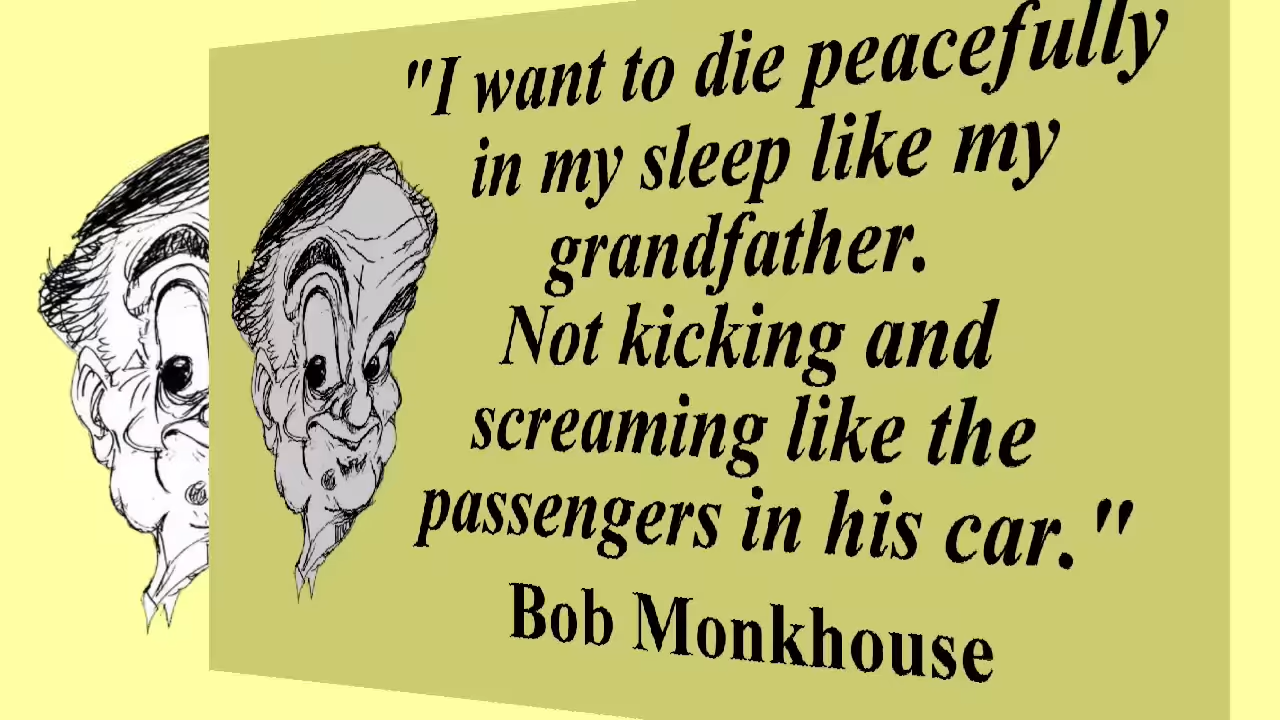 "I want to die peacefully
in my sleep like my
grandfather.
Not kicking and
screaming like the
passengers in his car."
Bob Monkhouse